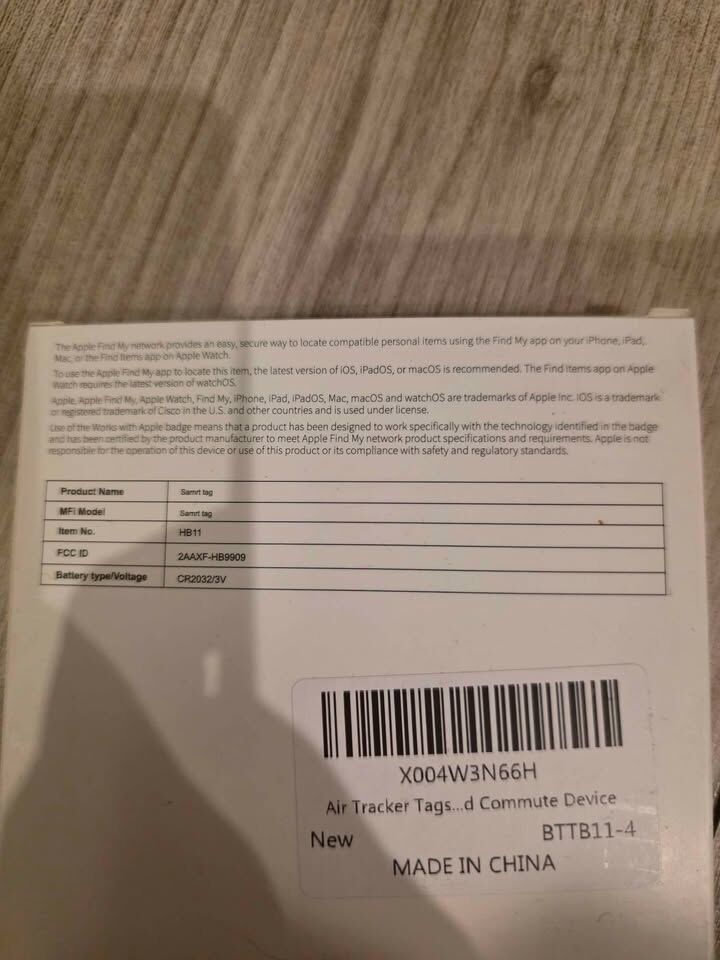 The Apple Find My network provides an easy, secure way to locate compatible personal items using the Find My app on your iPhone, iPad,
Mac, or the Find Items app on Apple Watch.
To use the Apple Find My app to locate this item, the latest version of iOS, iPadOS, or macOS is recommended. The Find Items app on Apple
Watch requires the latest version of watchOS.
Apple, Apple Find My, Apple Watch, Find My, iPhone, iPad, iPadOS, Mac, macOS and watchOS are trademarks of Apple Inc. IOS is a trademark
or registered trademark of Cisco in the U.S. and other countries and is used under license.
Use of the Works with Apple badge means that a product has been designed to work specifically with the technology identified in the badge
and has been certified by the product manufacturer to meet Apple Find My network product specifications and requirements. Apple is not
responsible for the operation of this device or use of this product or its compliance with safety and regulatory standards.
Product Name Samrt tag
MFi Model Samrt tag
Item No. HB11
FCC ID 2AAXF-HB9909
Battery type/Voltage CR2032/3V
X004W3N66H
Air Tracker Tags...d Commute Device
New BTTB11-4
MADE IN CHINA